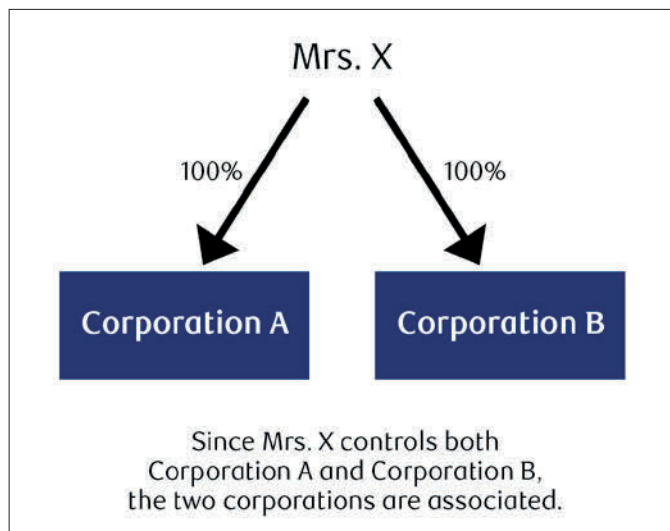 Mrs. X
100%
100%
Corporation A
Corporation B
Since Mrs. X controls both
Corporation A and Corporation B,
the two corporations are associated.